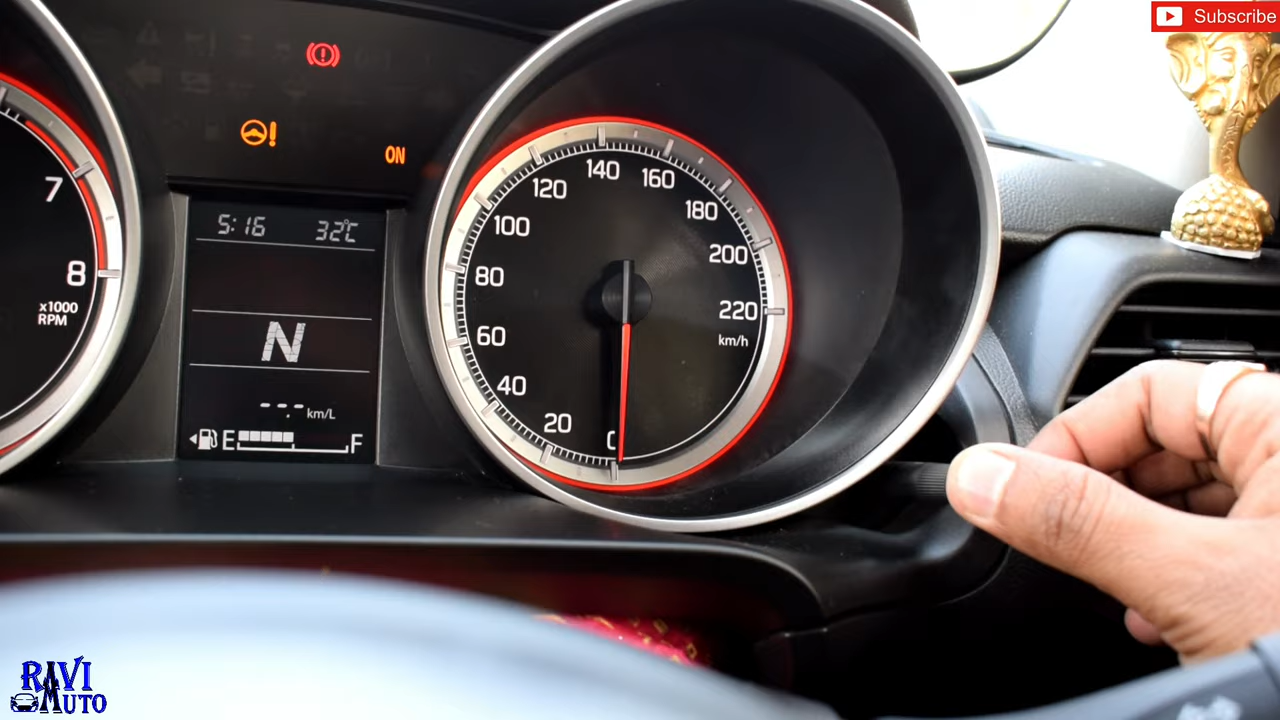 Subscribe
ON
7
8
x1000
RPM
5:16 32°C
N
--.- km/L
E F
140
120 160
100 180
80 200
60 220
km/h
40
20
0
RAVI
AUTO